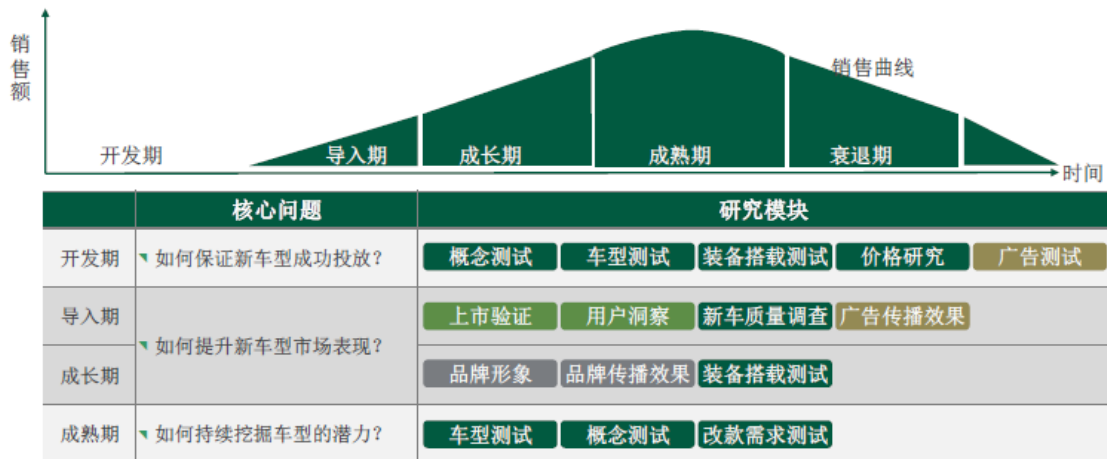 销售额
销售曲线
开发期 导入期 成长期 成熟期 衰退期
时间
核心问题 研究模块
开发期 如何保证新车型成功投放? 概念测试 车型测试 装备搭载测试 价格研究 广告测试
导入期 上市验证 用户洞察 新车质量调查 广告传播效果
如何提升新车型市场表现?
成长期 品牌形象 品牌传播效果 装备搭载测试
成熟期 如何持续挖掘车型的潜力? 车型测试 概念测试 改款需求测试